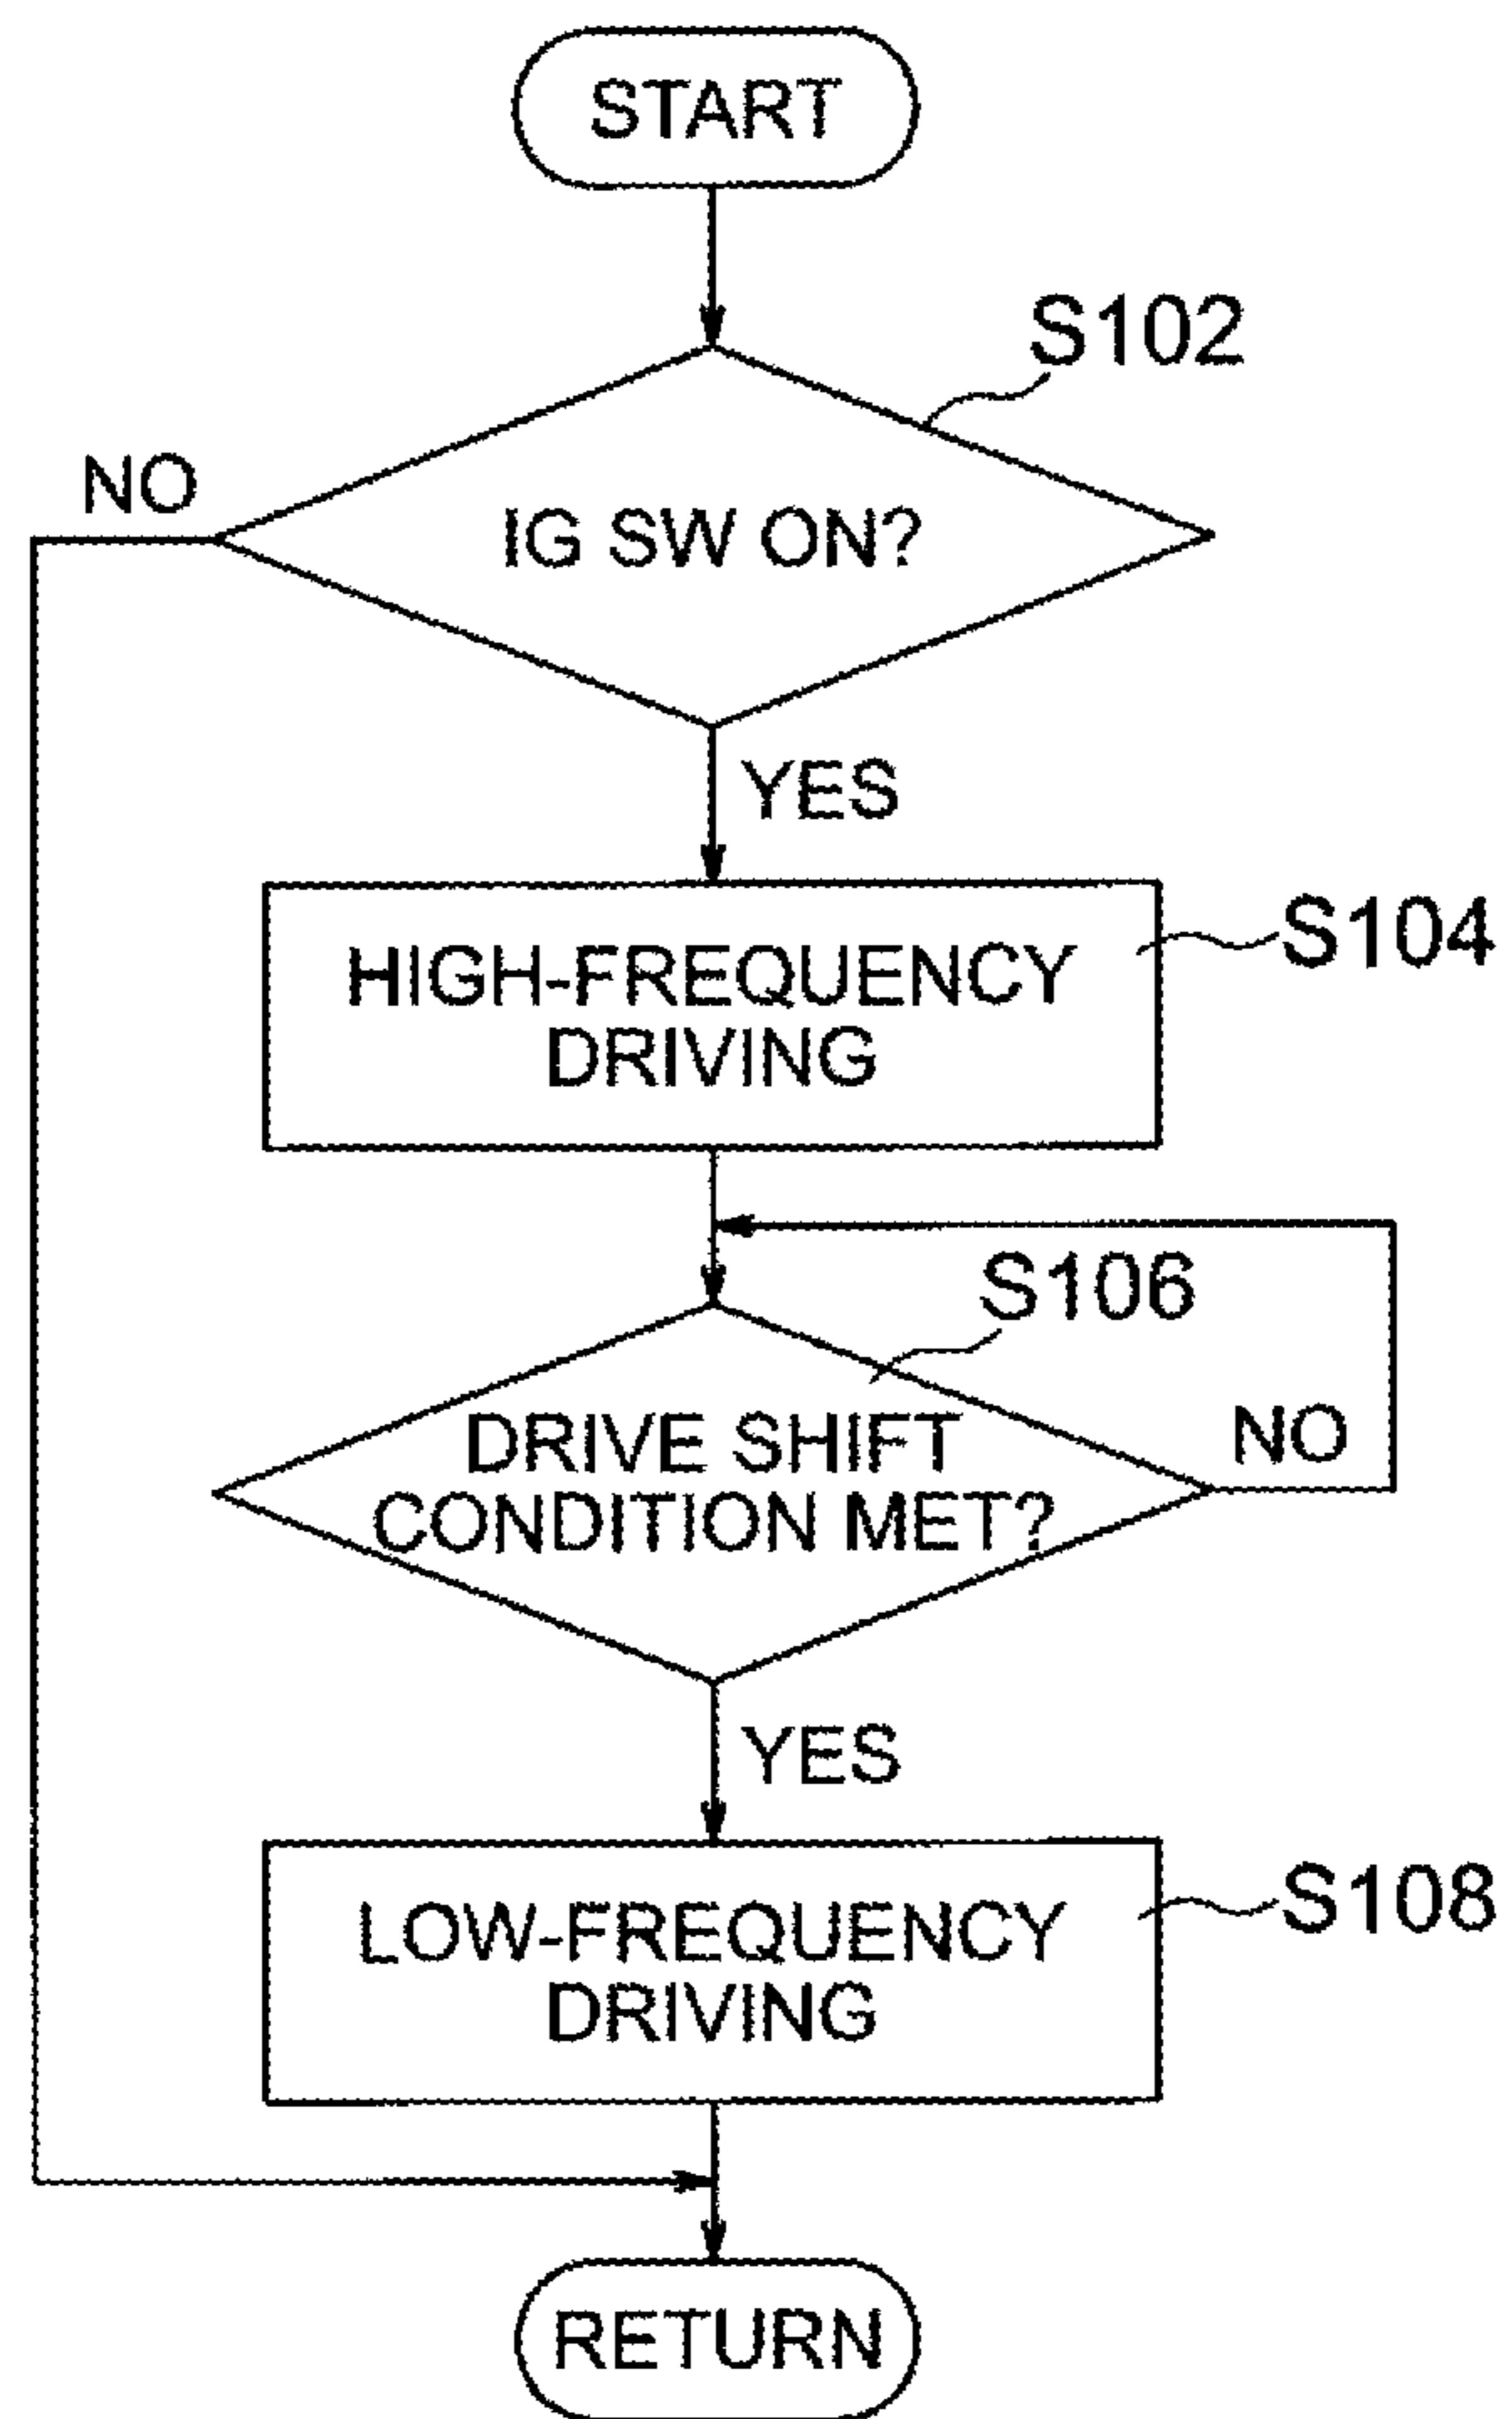 START
S102
NO
IG SW ON?
YES
HIGH-FREQUENCY
DRIVING
S104
S106
DRIVE SHIFT
CONDITION MET?
NO
YES
LOW-FREQUENCY
DRIVING
S108
RETURN